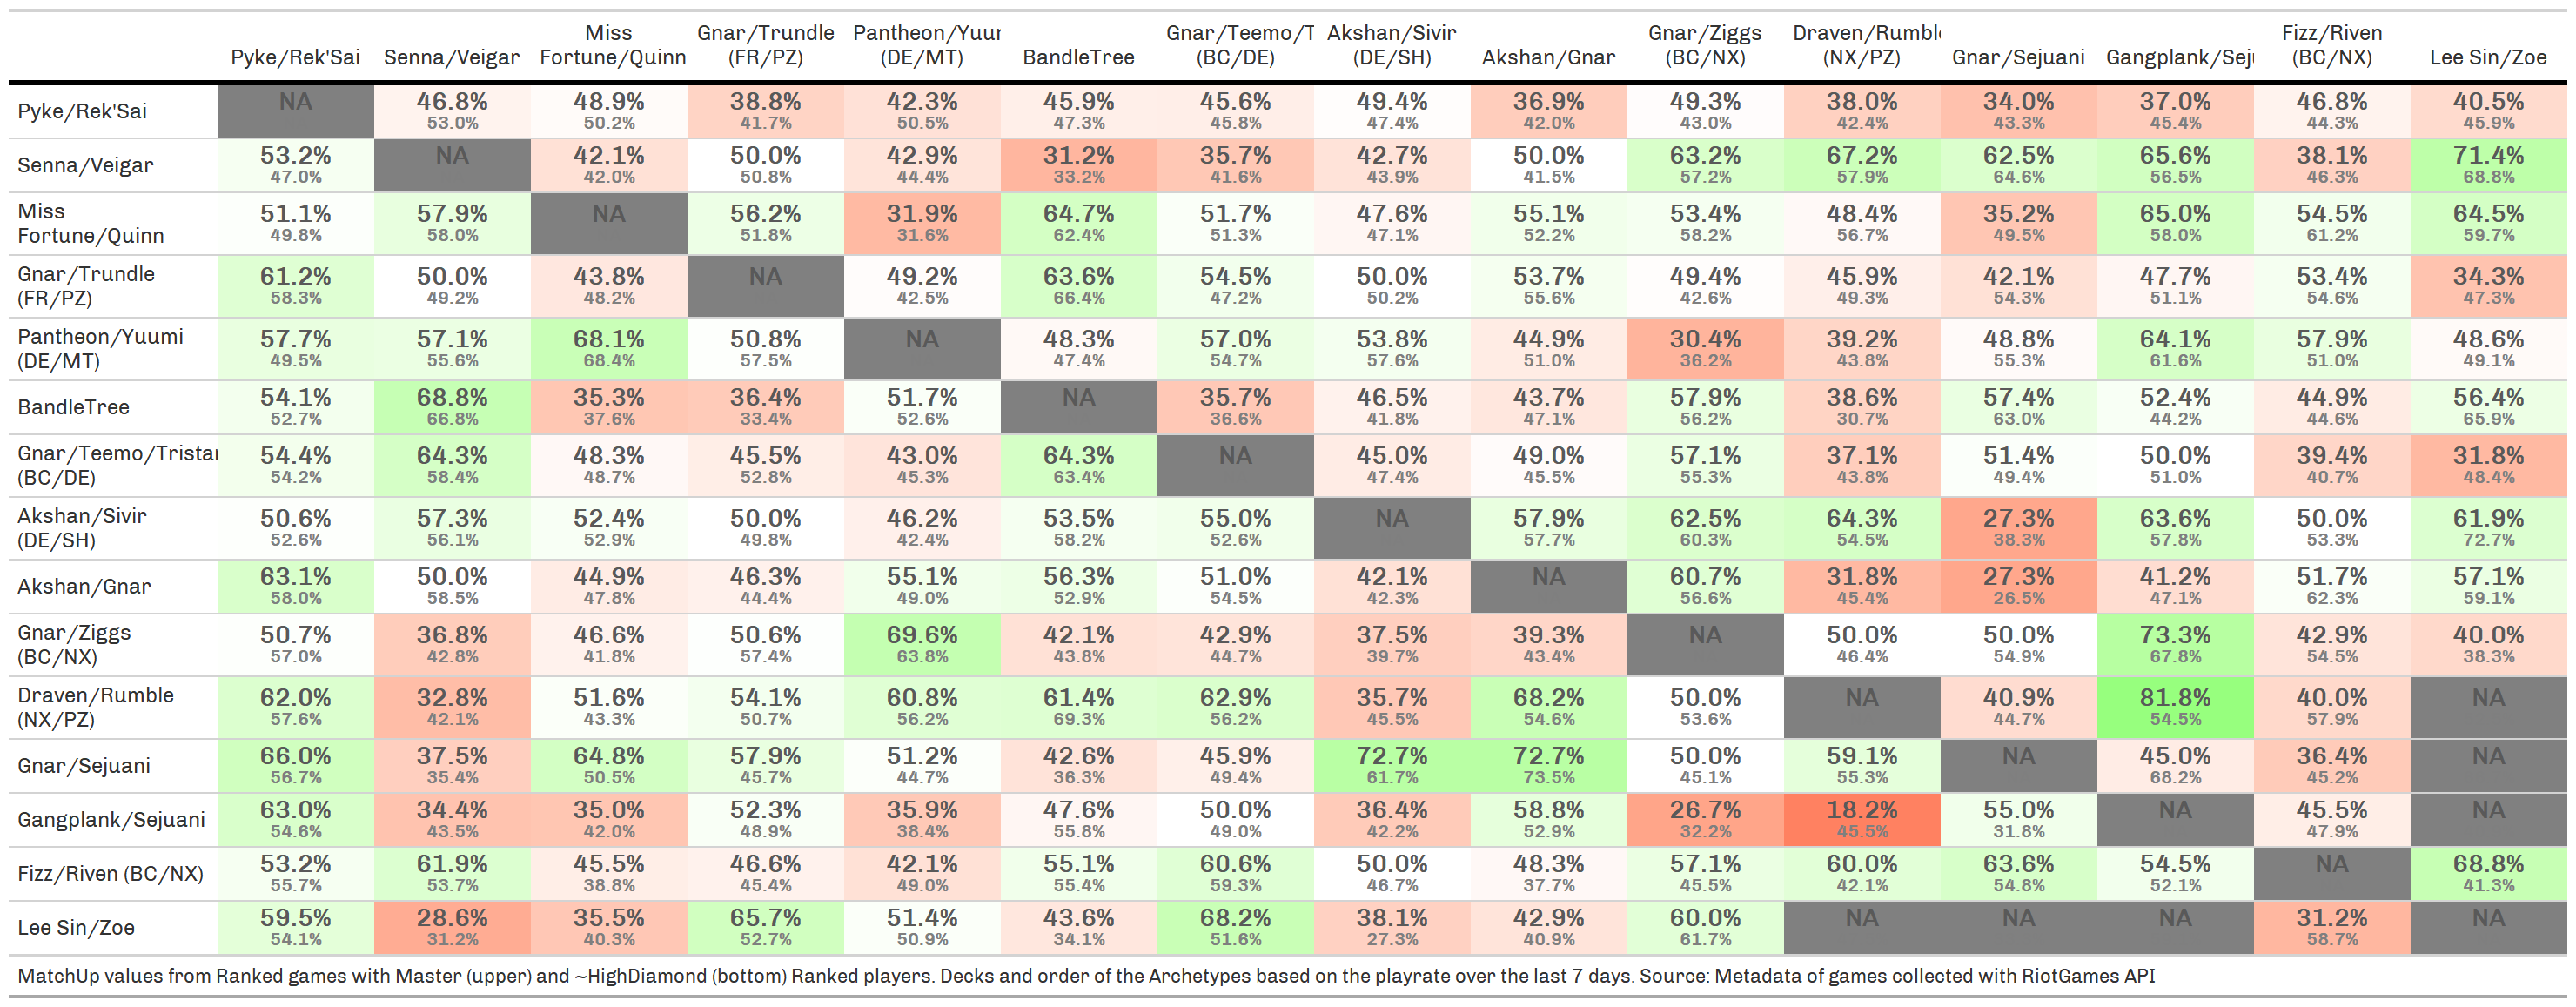 Miss Gnar/Trundle Pantheon/Yuur Gnar/Teemo/T Akshan/Sivir Gnar/Ziggs Draven/Rumbl Fizz/Riven
Pyke/Rek'Sai Senna/Veigar Fortune/Quinn (FR/PZ) (DE/MT) BandleTree (BC/DE) (DE/SH) Akshan/Gnar (BC/NX) (NX/PZ) Gnar/Sejuani Gangplank/Sej (BC/NX) Lee Sin/Zoe
Pyke/Rek'Sai NA 46.8% 48.9% 38.8% 42.3% 45.9% 45.6% 49.4% 36.9% 49.3% 38.0% 34.0% 37.0% 46.8% 40.5%
53.0% 50.2% 41.7% 50.5% 47.3% 45.8% 47.4% 42.0% 43.0% 42.4% 43.3% 45.4% 44.3% 45.9%
Senna/Veigar 53.2% NA 42.1% 50.0% 42.9% 31.2% 35.7% 42.7% 50.0% 63.2% 67.2% 62.5% 65.6% 38.1% 71.4%
47.0% 42.0% 50.8% 44.4% 33.2% 41.6% 43.9% 41.5% 57.2% 57.9% 64.6% 56.5% 46.3% 68.8%
Miss 51.1% 57.9% NA 56.2% 31.9% 64.7% 51.7% 47.6% 55.1% 53.4% 48.4% 35.2% 65.0% 54.5% 64.5%
Fortune/Quinn 49.8% 58.0% 51.8% 31.6% 62.4% 51.3% 47.1% 52.2% 58.2% 56.7% 49.5% 58.0% 61.2% 59.7%
Gnar/Trundle 61.2% 50.0% 43.8% NA 49.2% 63.6% 54.5% 50.0% 53.7% 49.4% 45.9% 42.1% 47.7% 53.4% 34.3%
(FR/PZ) 58.3% 49.2% 48.2% 42.5% 66.4% 47.2% 50.2% 55.6% 42.6% 49.3% 54.3% 51.1% 54.6% 47.3%
Pantheon/Yuumi 57.7% 57.1% 68.1% 50.8% NA 48.3% 57.0% 53.8% 44.9% 30.4% 39.2% 48.8% 64.1% 57.9% 48.6%
(DE/MT) 49.5% 55.6% 68.4% 57.5% 47.4% 54.7% 57.6% 51.0% 36.2% 43.8% 55.3% 61.6% 51.0% 49.1%
BandleTree 54.1% 68.8% 35.3% 36.4% 51.7% NA 35.7% 46.5% 43.7% 57.9% 38.6% 57.4% 52.4% 44.9% 56.4%
52.7% 66.8% 37.6% 33.4% 52.6% 36.6% 41.8% 47.1% 56.2% 30.7% 63.0% 44.2% 44.6% 65.9%
Gnar/Teemo/Tristar 54.4% 64.3% 48.3% 45.5% 43.0% 64.3% NA 45.0% 49.0% 57.1% 37.1% 51.4% 50.0% 39.4% 31.8%
(BC/DE) 54.2% 58.4% 48.7% 52.8% 45.3% 63.4% 47.4% 45.5% 55.3% 43.8% 49.4% 51.0% 40.7% 48.4%
Akshan/Sivir 50.6% 57.3% 52.4% 50.0% 46.2% 53.5% 55.0% NA 57.9% 62.5% 64.3% 27.3% 63.6% 50.0% 61.9%
(DE/SH) 52.6% 56.1% 52.9% 49.8% 42.4% 58.2% 52.6% 57.7% 60.3% 54.5% 38.3% 57.8% 53.3% 72.7%
Akshan/Gnar 63.1% 50.0% 44.9% 46.3% 55.1% 56.3% 51.0% 42.1% NA 60.7% 31.8% 27.3% 41.2% 51.7% 57.1%
58.0% 58.5% 47.8% 44.4% 49.0% 52.9% 54.5% 42.3% 56.6% 45.4% 26.5% 47.1% 62.3% 59.1%
Gnar/Ziggs 50.7% 36.8% 46.6% 50.6% 69.6% 42.1% 42.9% 37.5% 39.3% NA 50.0% 50.0% 73.3% 42.9% 40.0%
(BC/NX) 57.0% 42.8% 41.8% 57.4% 63.8% 43.8% 44.7% 39.7% 43.4% 46.4% 54.9% 67.8% 54.5% 38.3%
Draven/Rumble 62.0% 32.8% 51.6% 54.1% 60.8% 61.4% 62.9% 35.7% 68.2% 50.0% NA 40.9% 81.8% 40.0% NA
(NX/PZ) 57.6% 42.1% 43.3% 50.7% 56.2% 69.3% 56.2% 45.5% 54.6% 53.6% 44.7% 54.5% 57.9%
Gnar/Sejuani 66.0% 37.5% 64.8% 57.9% 51.2% 42.6% 45.9% 72.7% 72.7% 50.0% 59.1% NA 45.0% 36.4% NA
56.7% 35.4% 50.5% 45.7% 44.7% 36.3% 49.4% 61.7% 73.5% 45.1% 55.3% 68.2% 45.2%
Gangplank/Sejuani 63.0% 34.4% 35.0% 52.3% 35.9% 47.6% 50.0% 36.4% 58.8% 26.7% 18.2% 55.0% NA 45.5% NA
54.6% 43.5% 42.0% 48.9% 38.4% 55.8% 49.0% 42.2% 52.9% 32.2% 45.5% 31.8% 47.9%
Fizz/Riven (BC/NX) 53.2% 61.9% 45.5% 46.6% 42.1% 55.1% 60.6% 50.0% 48.3% 57.1% 60.0% 63.6% 54.5% NA 68.8%
55.7% 53.7% 38.8% 45.4% 49.0% 55.4% 59.3% 46.7% 37.7% 45.5% 42.1% 54.8% 52.1% 41.3%
Lee Sin/Zoe 59.5% 28.6% 35.5% 65.7% 51.4% 43.6% 68.2% 38.1% 42.9% 60.0% NA NA NA 31.2% NA
54.1% 31.2% 40.3% 52.7% 50.9% 34.1% 51.6% 27.3% 40.9% 61.7% 58.7%
MatchUp values from Ranked games with Master (upper) and ~HighDiamond (bottom) Ranked players. Decks and order of the Archetypes based on the playrate over the last 7 days. Source: Metadata of games collected with RiotGames API